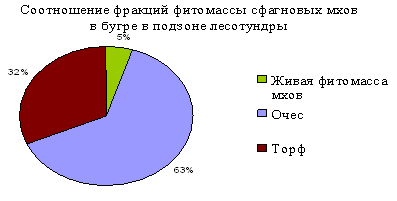 Соотношение фракций фитомассы сфагновых мхов
в бугре в подзоне лесотундры
5%
32%
63%
Живая фитомасса
мхов
Очес
Торф